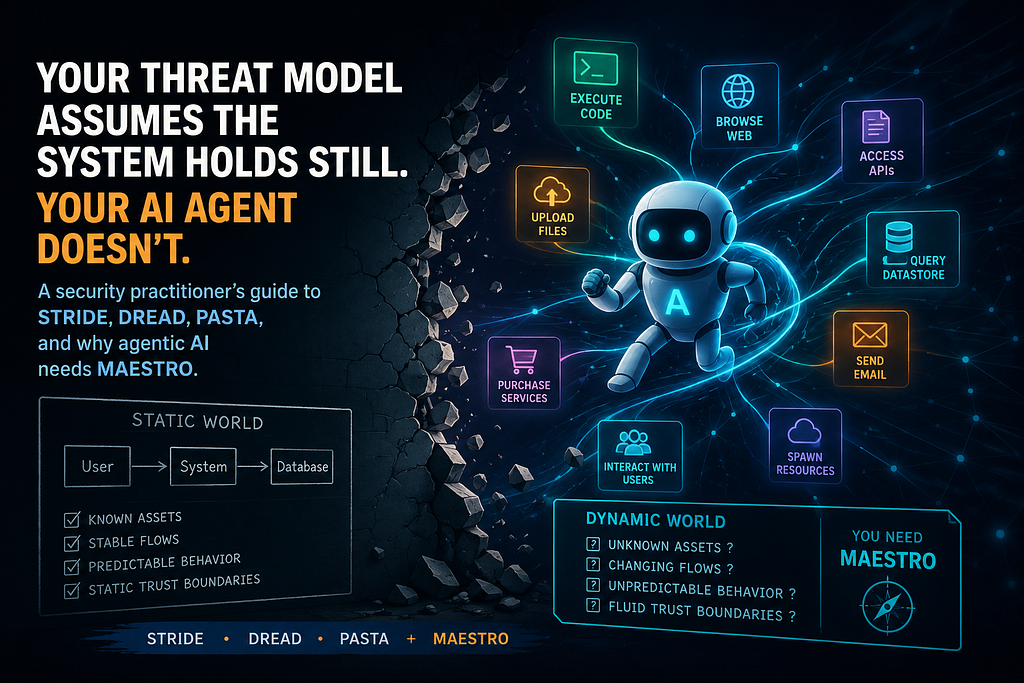 YOUR THREAT MODEL
ASSUMES THE
SYSTEM HOLDS STILL.
YOUR AI AGENT
DOESN'T.
A security practitioner's guide to
STRIDE, DREAD, PASTA,
and why agentic AI
needs MAESTRO.
STATIC WORLD
User
System
Database
KNOWN ASSETS
STABLE FLOWS
PREDICTABLE BEHAVIOR
STATIC TRUST BOUNDARIES
>_
EXECUTE
CODE
BROWSE
WEB
ACCESS
APIs
UPLOAD
FILES
QUERY
DATASTORE
A
SEND
EMAIL
PURCHASE
SERVICES
SPAWN
RESOURCES
INTERACT WITH
USERS
DYNAMIC WORLD
? UNKNOWN ASSETS ?
? CHANGING FLOWS ?
? UNPREDICTABLE BEHAVIOR ?
? FLUID TRUST BOUNDARIES ?
YOU NEED
MAESTRO
STRIDE • DREAD • PASTA + MAESTRO